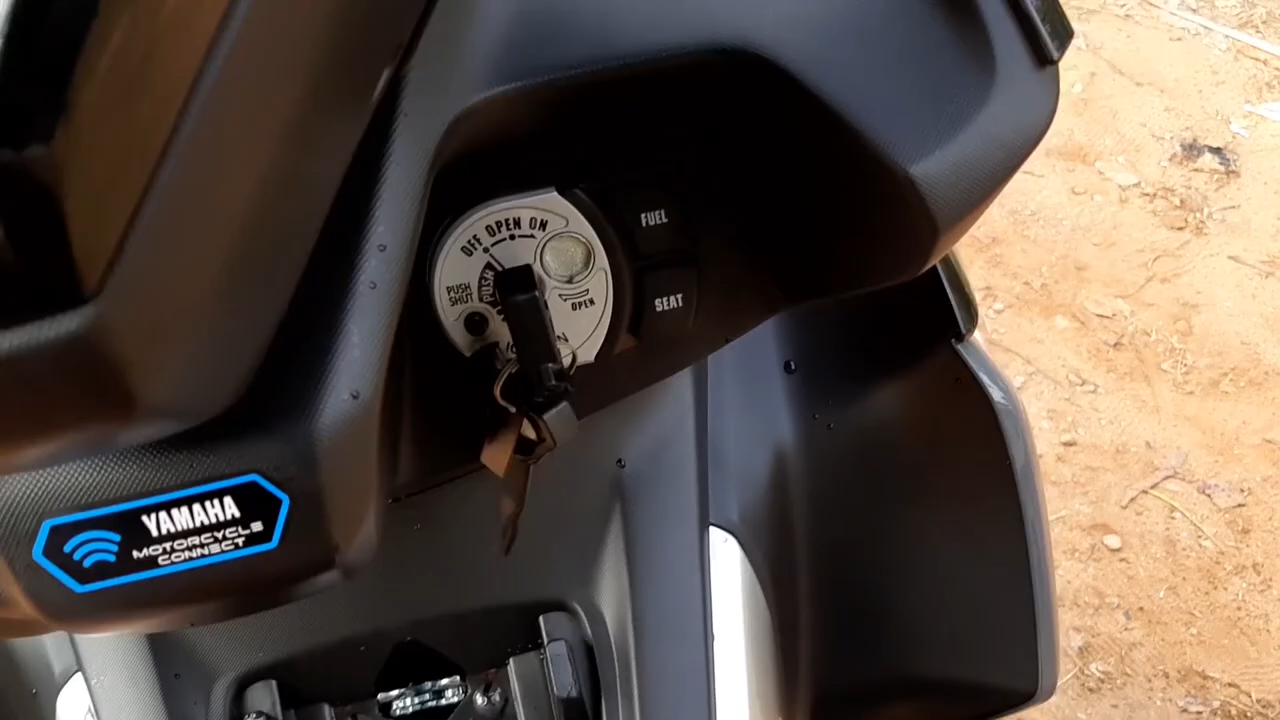 OFF OPEN ON
PUSH
PUSH
SHUT
OPEN
FUEL
SEAT
YAMAHA
MOTORCYCLE
CONNECT